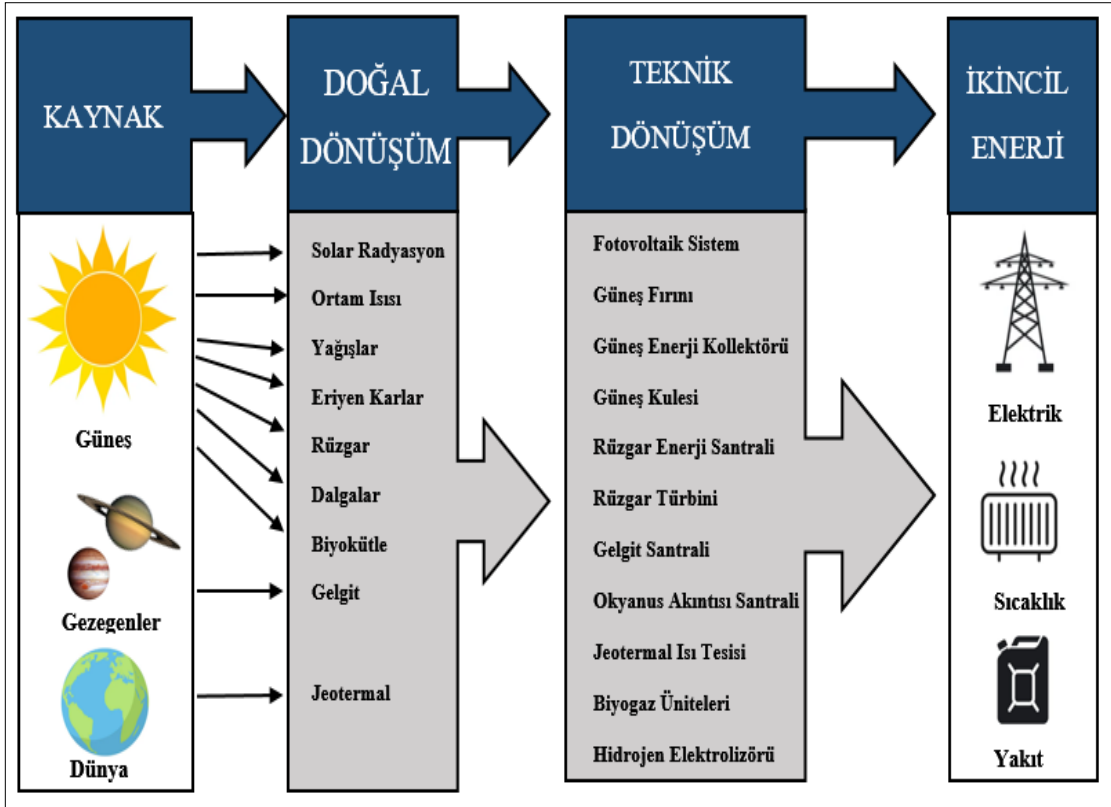 KAYNAK
DOĞAL
DÖNÜŞÜM
TEKNİK
DÖNÜŞÜM
İKİNCİL
ENERJİ
Güneş
Gezegenler
Dünya
Solar Radyasyon
Ortam Isısı
Yağışlar
Eriyen Karlar
Rüzgar
Dalgalar
Biyokütle
Gelgit
Jeotermal
Fotovoltaik Sistem
Güneş Fırını
Güneş Enerji Kollektörü
Güneş Kulesi
Rüzgar Enerji Santrali
Rüzgar Türbini
Gelgit Santrali
Okyanus Akıntısı Santrali
Jeotermal Isı Tesisi
Biyogaz Üniteleri
Hidrojen Elektrolizörü
Elektrik
Sıcaklık
Yakıt